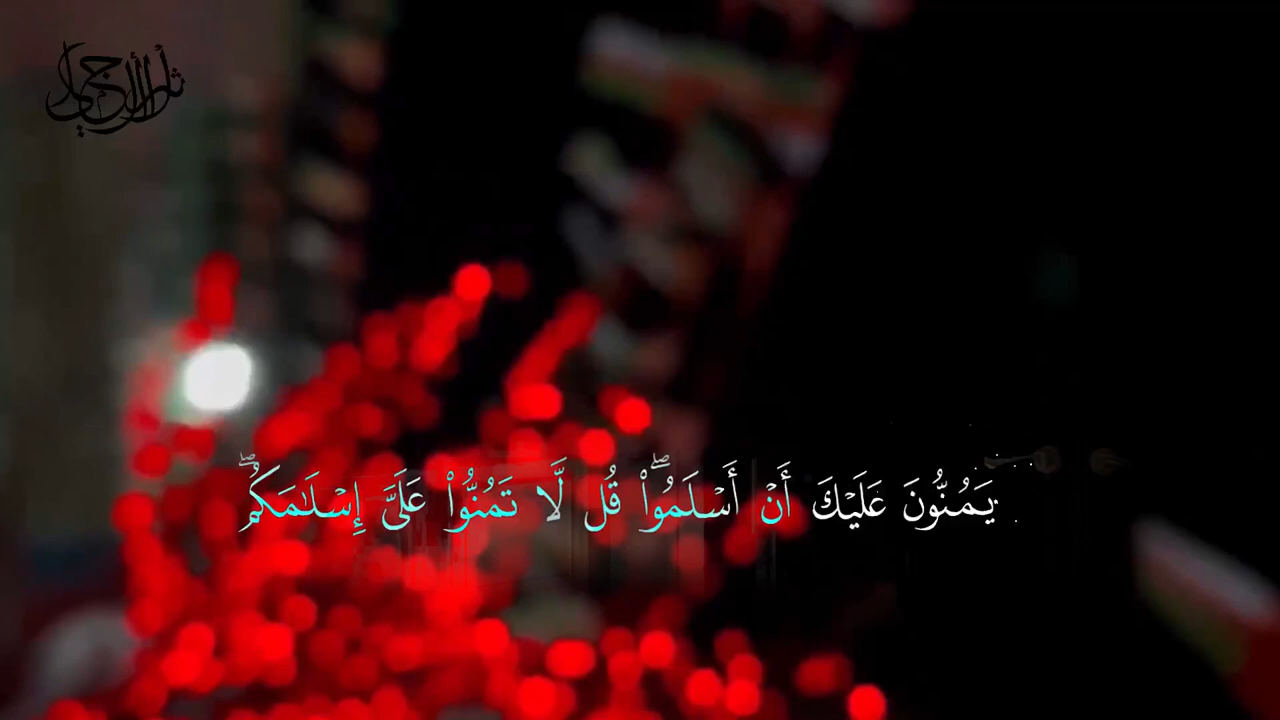 يَمُنُّونَ عَلَيْكَ أَنْ أَسْلَمُوا۟ ۖ قُل لَّا تَمُنُّوا۟ عَلَىَّ إِسْلَـٰمَكُم ۖ